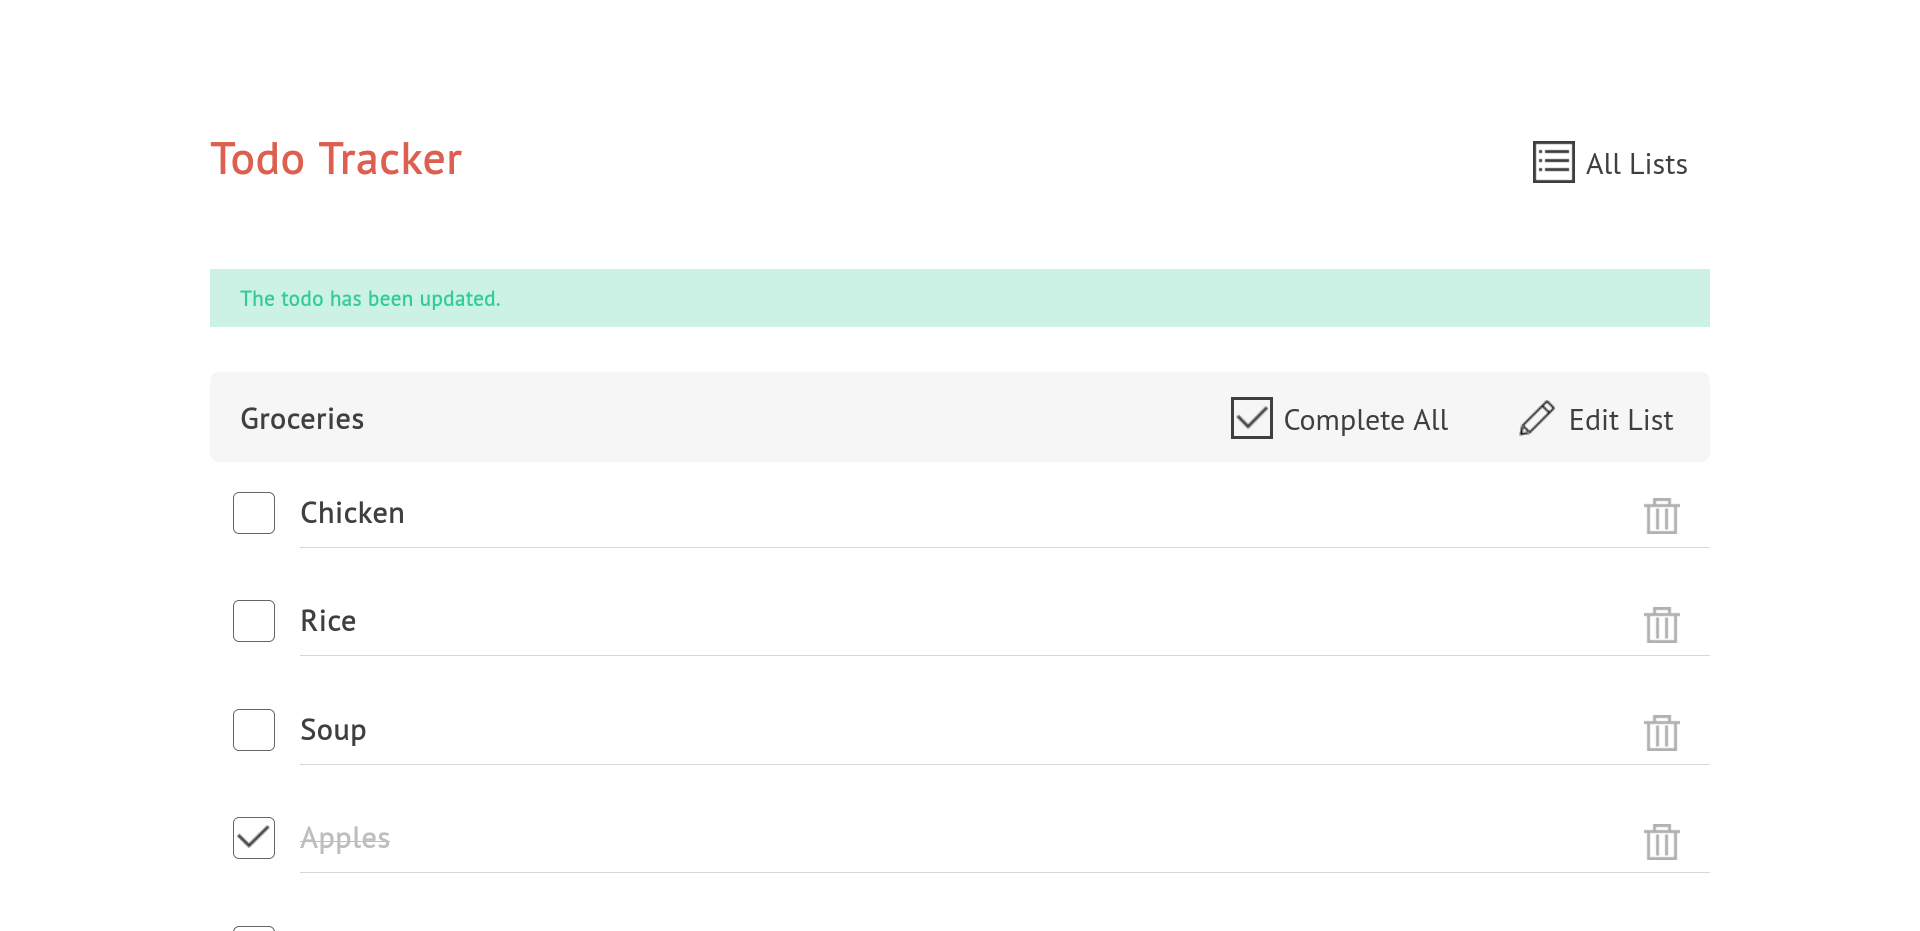 Todo Tracker
All Lists
The todo has been updated.
Groceries
Complete All
Edit List
Chicken
Rice
Soup
Apples